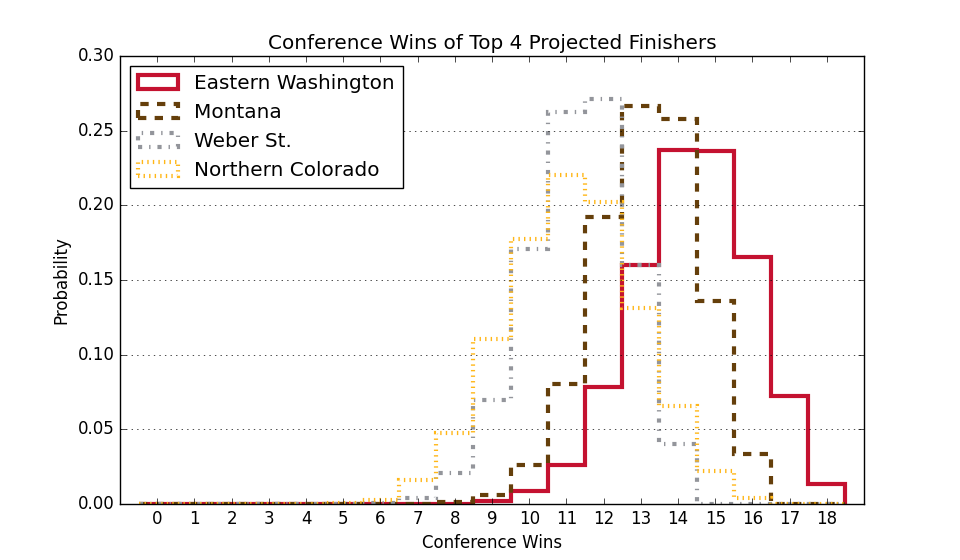 Conference Wins of Top 4 Projected Finishers
0.30
0.25
0.20
0.15
0.10
0.05
0.00
Probability
Eastern Washington
Montana
Weber St.
Northern Colorado
0 1 2 3 4 5 6 7 8 9 10 11 12 13 14 15 16 17 18
Conference Wins